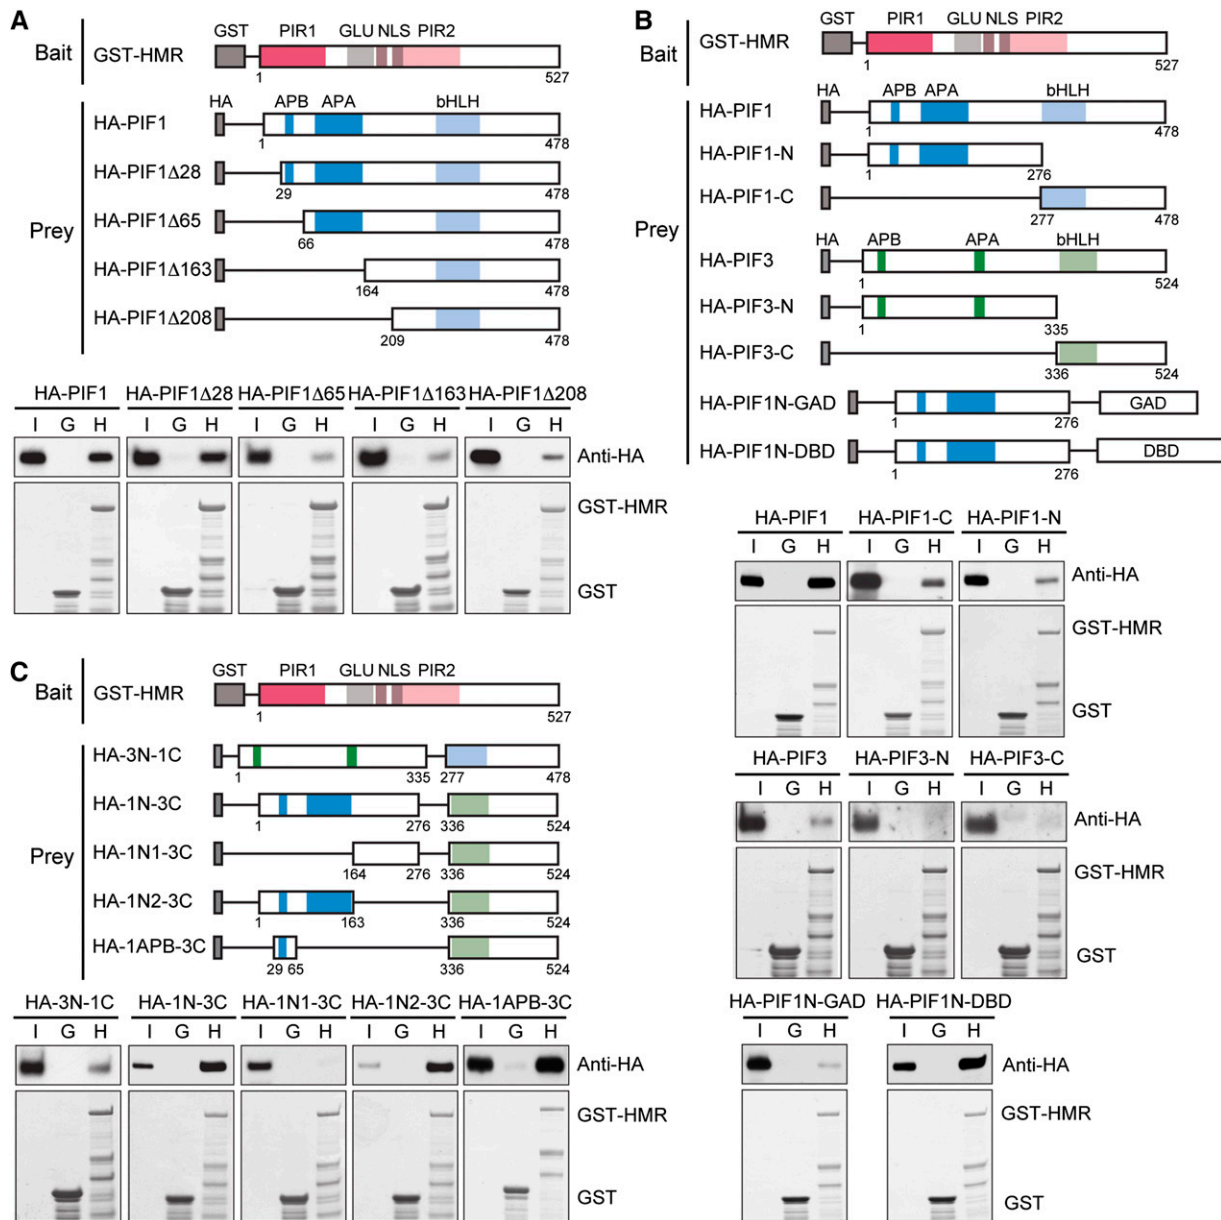 A
GST PIR1 GLU NLS PIR2
Bait GST-HMR
1 527
HA APB APA bHLH
HA-PIF1
1 478
HA-PIF1Δ28
29 478
Prey HA-PIF1Δ65
66 478
HA-PIF1Δ163
164 478
HA-PIF1Δ208
209 478
HA-PIF1 HA-PIF1Δ28 HA-PIF1Δ65 HA-PIF1Δ163 HA-PIF1Δ208
I G H I G H I G H I G H I G H
Anti-HA
GST-HMR
GST
B
GST PIR1 GLU NLS PIR2
Bait GST-HMR
1 527
HA APB APA bHLH
HA-PIF1
1 478
HA-PIF1-N
1 276
HA-PIF1-C
277 478
Prey
HA APB APA bHLH
HA-PIF3
1 524
HA-PIF3-N
1 335
HA-PIF3-C
336 524
HA-PIF1N-GAD GAD
1 276
HA-PIF1N-DBD DBD
1 276
HA-PIF1 HA-PIF1-C HA-PIF1-N
I G H I G H I G H
Anti-HA
GST-HMR
GST
HA-PIF3 HA-PIF3-N HA-PIF3-C
I G H I G H I G H
Anti-HA
GST-HMR
GST
HA-PIF1N-GAD HA-PIF1N-DBD
I G H I G H
Anti-HA
GST-HMR
GST
C
GST PIR1 GLU NLS PIR2
Bait GST-HMR
1 527
HA-3N-1C
1 335 277 478
HA-1N-3C
1 276 336 524
Prey HA-1N1-3C
164 276 336 524
HA-1N2-3C
1 163 336 524
HA-1APB-3C
29 65 336 524
HA-3N-1C HA-1N-3C HA-1N1-3C HA-1N2-3C HA-1APB-3C
I G H I G H I G H I G H I G H
Anti-HA
GST-HMR
GST